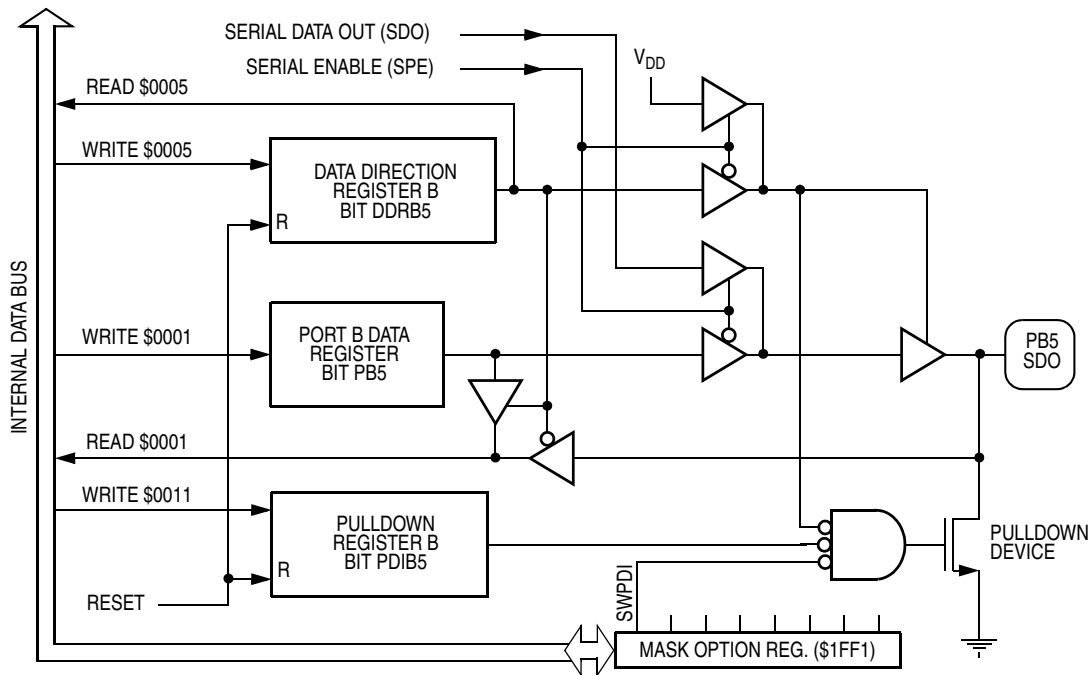 SERIAL DATA OUT (SDO)
SERIAL ENABLE (SPE)
VDD
READ $0005
WRITE $0005
DATA DIRECTION
REGISTER B
BIT DDRB5
R
INTERNAL DATA BUS
WRITE $0001
PORT B DATA
REGISTER
BIT PB5
PB5
SDO
READ $0001
WRITE $0011
PULLDOWN
REGISTER B
BIT PDIB5
R
PULLDOWN
DEVICE
RESET
SWPDI
MASK OPTION REG. ($1FF1)